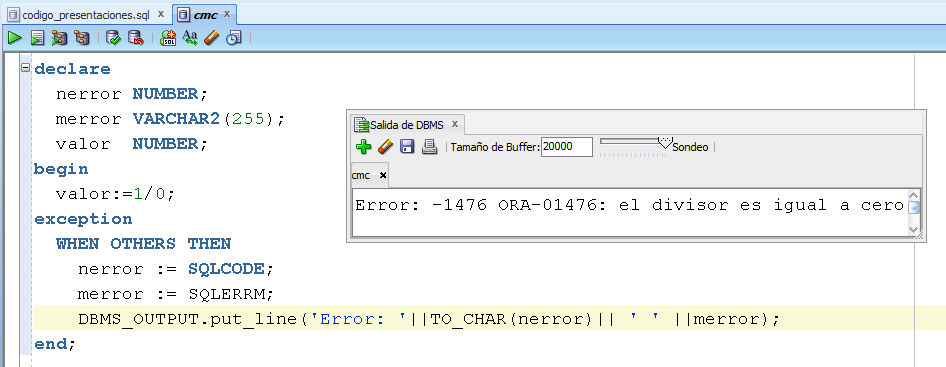 codigo_presentaciones.sql x cmc x
declare
nerror NUMBER;
merror VARCHAR2(255);
valor NUMBER;
begin
valor:=1/0;
exception
WHEN OTHERS THEN
nerror := SQLCODE;
merror := SQLERRM;
DBMS_OUTPUT.put_line('Error: '||TO_CHAR(nerror)|| ' ' ||merror);
end;
Salida de DBMS x
Tamaño de Buffer: 20000 Sondeo
cmc x
Error: -1476 ORA-01476: el divisor es igual a cero